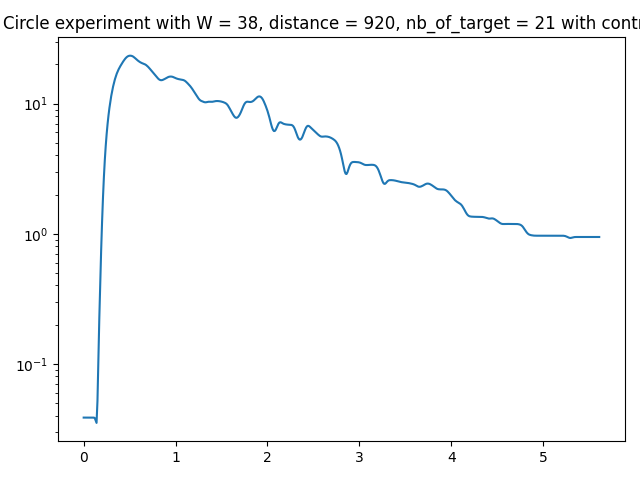 Circle experiment with W = 38, distance = 920, nb_of_target = 21 with
10¹
10⁰
10⁻¹
0 1 2 3 4 5